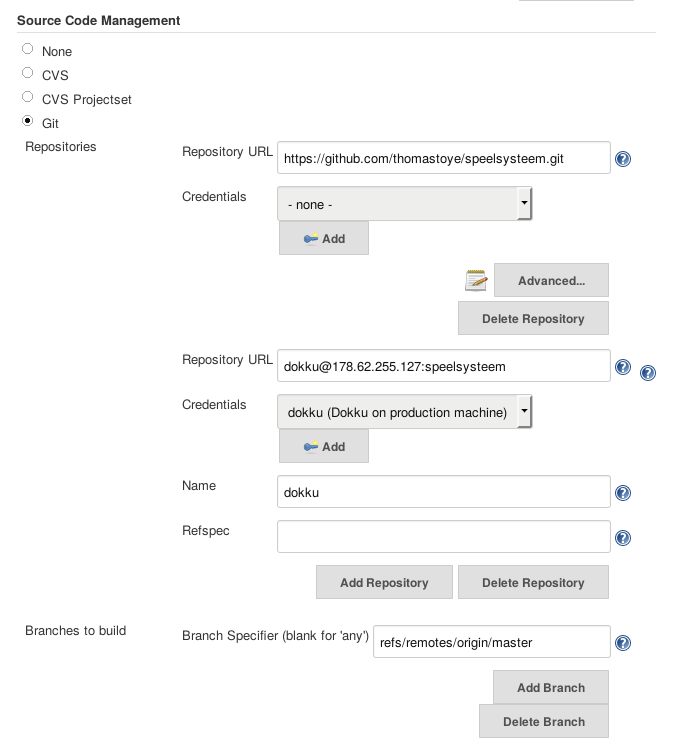 Source Code Management
None
CVS
CVS Projectset
Git
Repositories
Repository URL https://github.com/thomastoye/speelsysteem.git
Credentials - none -
Add
Advanced...
Delete Repository
Repository URL dokku@178.62.255.127:speelsysteem
Credentials dokku (Dokku on production machine)
Add
Name dokku
Refspec
Add Repository Delete Repository
Branches to build Branch Specifier (blank for 'any') refs/remotes/origin/master
Add Branch
Delete Branch